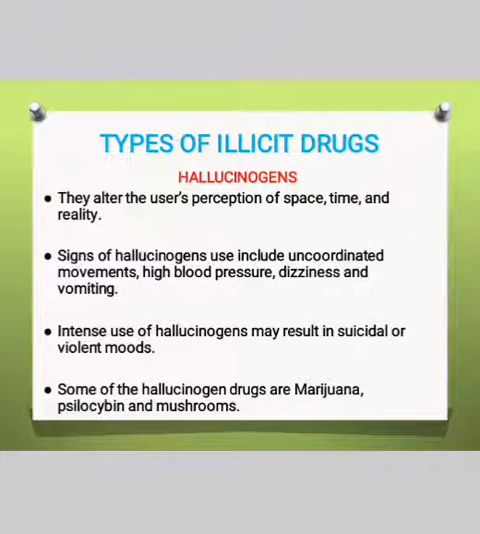 TYPES OF ILLICIT DRUGS
HALLUCINOGENS
● They alter the user's perception of space, time, and
reality.
● Signs of hallucinogens use include uncoordinated
movements, high blood pressure, dizziness and
vomiting.
● Intense use of hallucinogens may result in suicidal or
violent moods.
● Some of the hallucinogen drugs are Marijuana,
psilocybin and mushrooms.